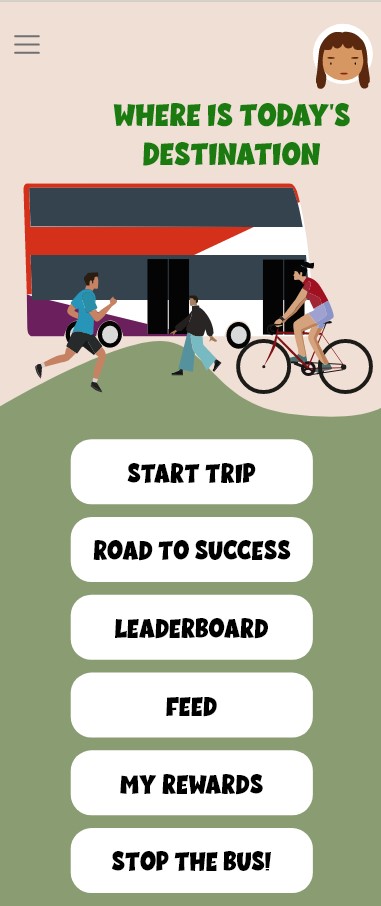 WHERE IS TODAY'S
DESTINATION
START TRIP
ROAD TO SUCCESS
LEADERBOARD
FEED
MY REWARDS
STOP THE BUS!